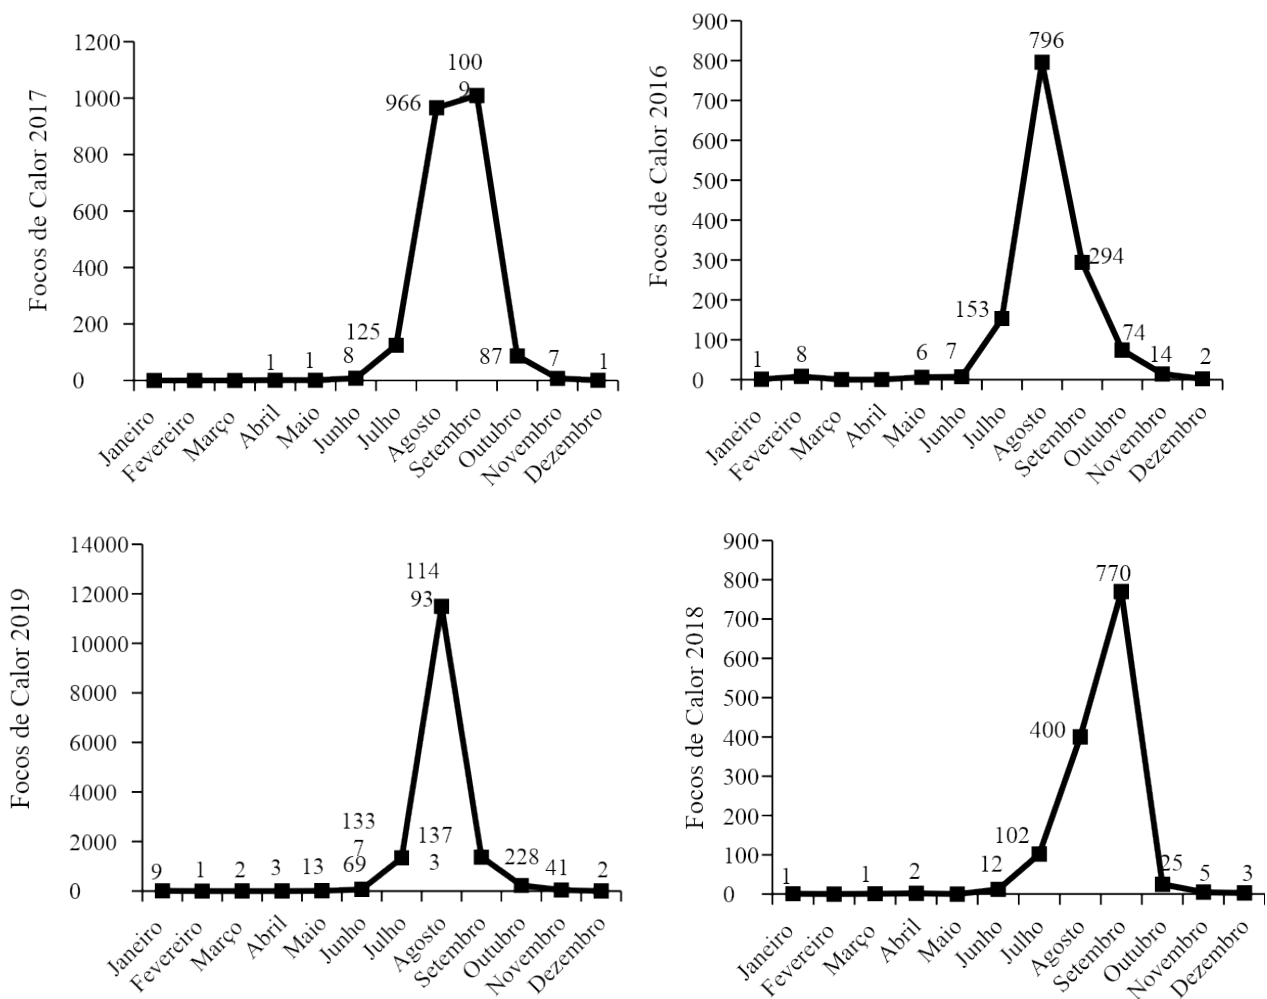 Focos de Calor 2017
1200
1000
800
600
400
200
0
1
1
8
125
966
100
9
87
7
1
Janeiro
Fevereiro
Março
Abril
Maio
Junho
Julho
Agosto
Setembro
Outubro
Novembro
Dezembro
Focos de Calor 2016
900
800
700
600
500
400
300
200
100
0
1
8
6
7
153
796
294
74
14
2
Janeiro
Fevereiro
Março
Abril
Maio
Junho
Julho
Agosto
Setembro
Outubro
Novembro
Dezembro
Focos de Calor 2019
14000
12000
10000
8000
6000
4000
2000
0
9
1
2
3
13
69
133
7
114
93
137
3
228
41
2
Janeiro
Fevereiro
Março
Abril
Maio
Junho
Julho
Agosto
Setembro
Outubro
Novembro
Dezembro
Focos de Calor 2018
900
800
700
600
500
400
300
200
100
0
1
1
2
12
102
400
770
25
5
3
Janeiro
Fevereiro
Março
Abril
Maio
Junho
Julho
Agosto
Setembro
Outubro
Novembro
Dezembro